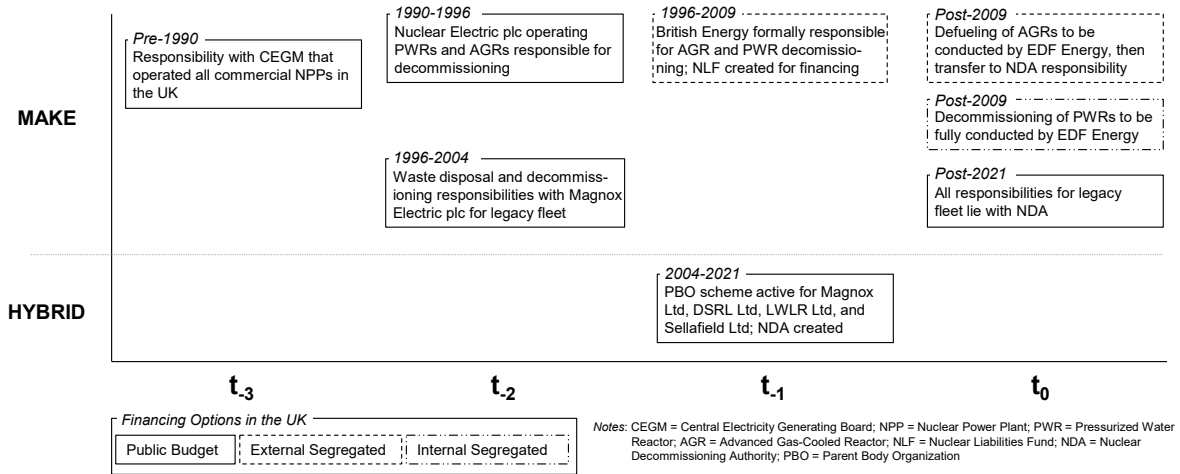 MAKE
Pre-1990
Responsibility with CEGM that
operated all commercial NPPs in
the UK
1990-1996
Nuclear Electric plc operating
PWRs and AGRs responsible for
decommissioning
1996-2009
British Energy formally responsible
for AGR and PWR decomissio-
ning; NLF created for financing
Post-2009
Defueling of AGRs to be
conducted by EDF Energy, then
transfer to NDA responsibility
Post-2009
Decommissioning of PWRs to be
fully conducted by EDF Energy
1996-2004
Waste disposal and decommiss-
ioning responsibilities with Magnox
Electric plc for legacy fleet
Post-2021
All responsibilities for legacy
fleet lie with NDA
HYBRID
2004-2021
PBO scheme active for Magnox
Ltd, DSRL Ltd, LWLR Ltd, and
Sellafield Ltd; NDA created
t-3
t-2
t-1
t0
Financing Options in the UK
Public Budget
External Segregated
Internal Segregated
Notes: CEGM = Central Electricity Generating Board; NPP = Nuclear Power Plant; PWR = Pressurized Water
Reactor; AGR = Advanced Gas-Cooled Reactor; NLF = Nuclear Liabilities Fund; NDA = Nuclear
Decommissioning Authority; PBO = Parent Body Organization